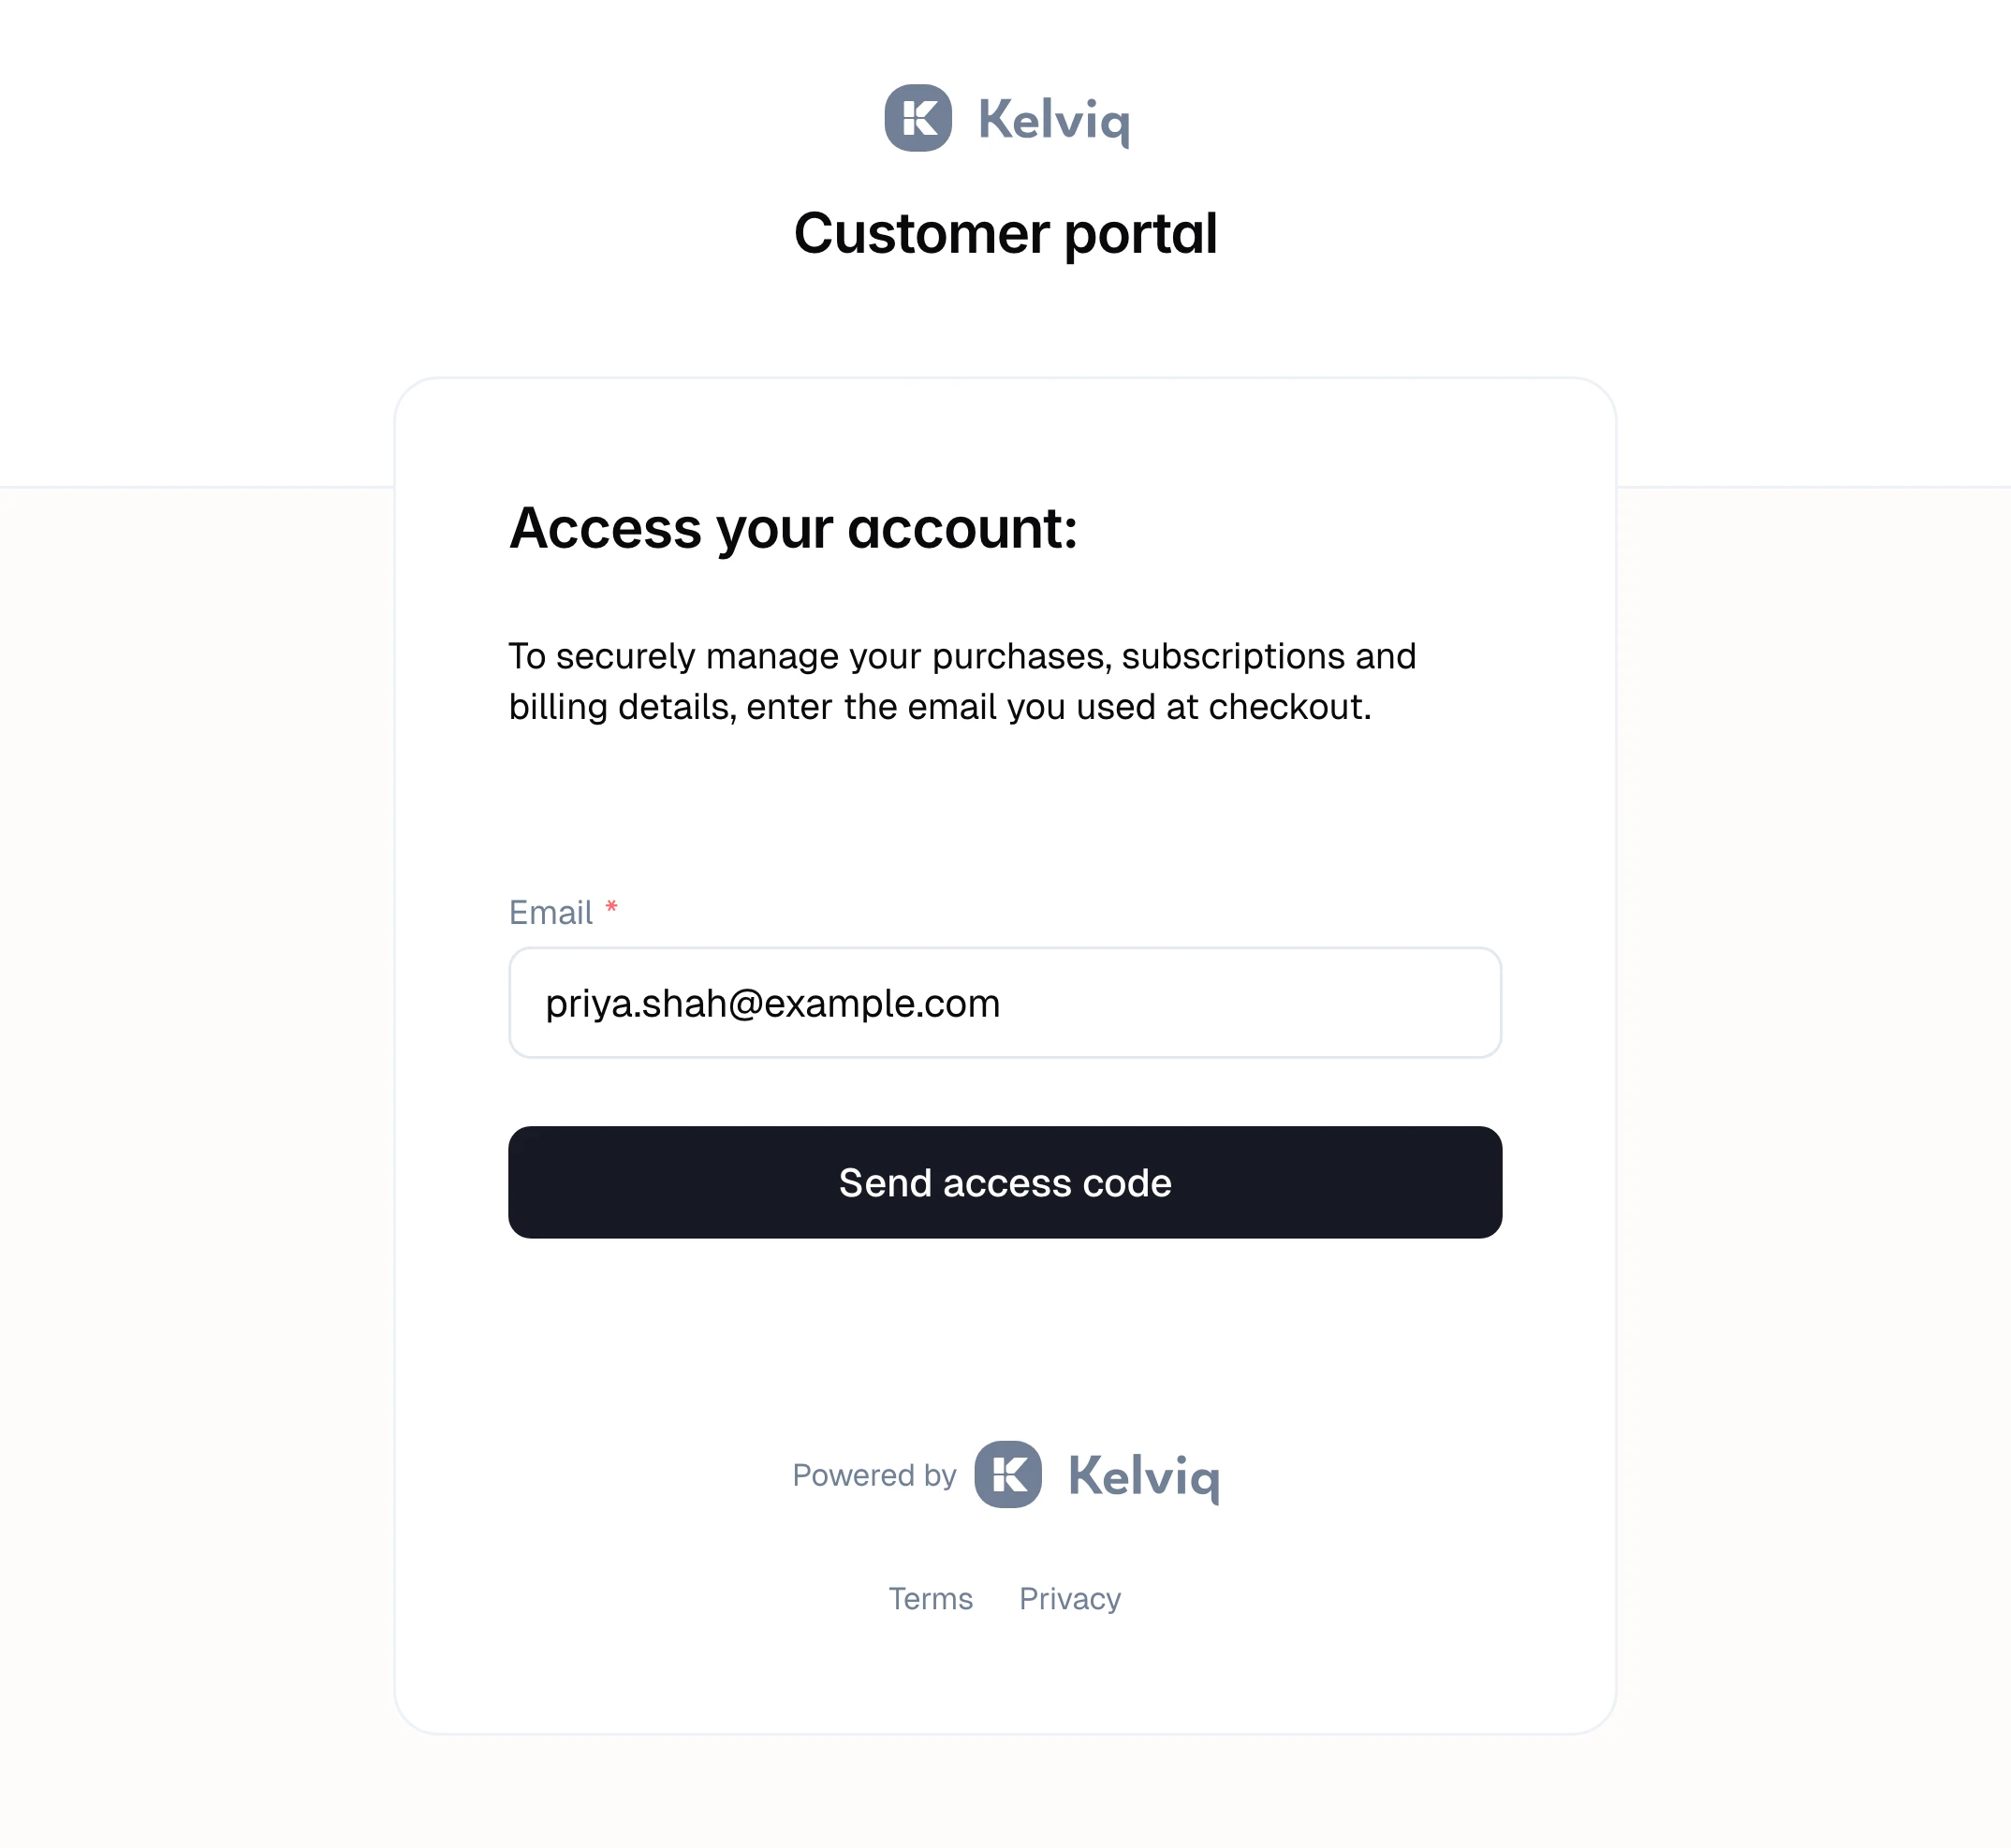 Kelviq
Customer portal
Access your account:
To securely manage your purchases, subscriptions and
billing details, enter the email you used at checkout.
Email *
priya.shah@example.com
Send access code
Powered by Kelviq
Terms Privacy